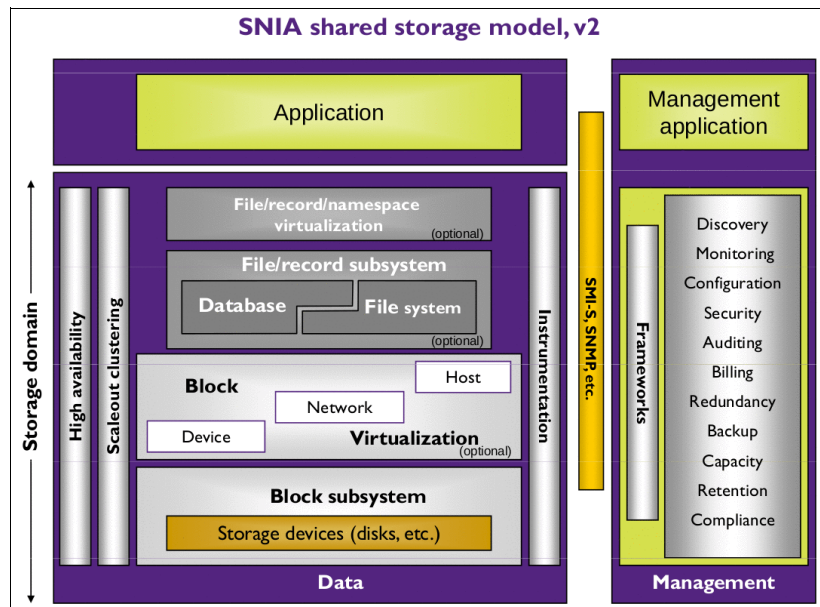 SNIA shared storage model, v2
Application
Management
application
Storage domain
High availability
Scaleout clustering
File/record/namespace
virtualization
(optional)
File/record subsystem
Database
File system
(optional)
Block
Host
Network
Device
Virtualization
(optional)
Block subsystem
Storage devices (disks, etc.)
Data
Instrumentation
SMI-S, SNMP, etc.
Frameworks
Discovery
Monitoring
Configuration
Security
Auditing
Billing
Redundancy
Backup
Capacity
Retention
Compliance
Management